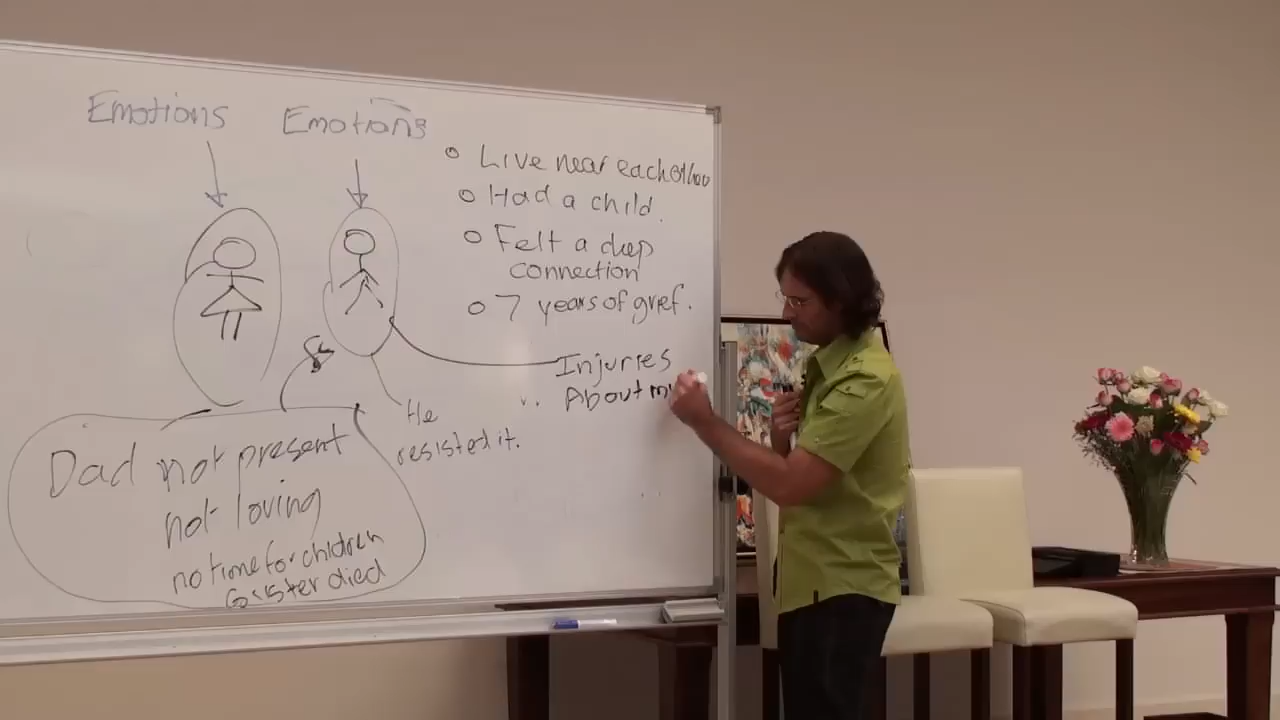 Emotions Emotions
Live near eachother
Had a child.
Felt a deep
connection
7 years of grief.
Injuries
About
He
resisted it.
Dad not present
not loving
no time for children
Sister died